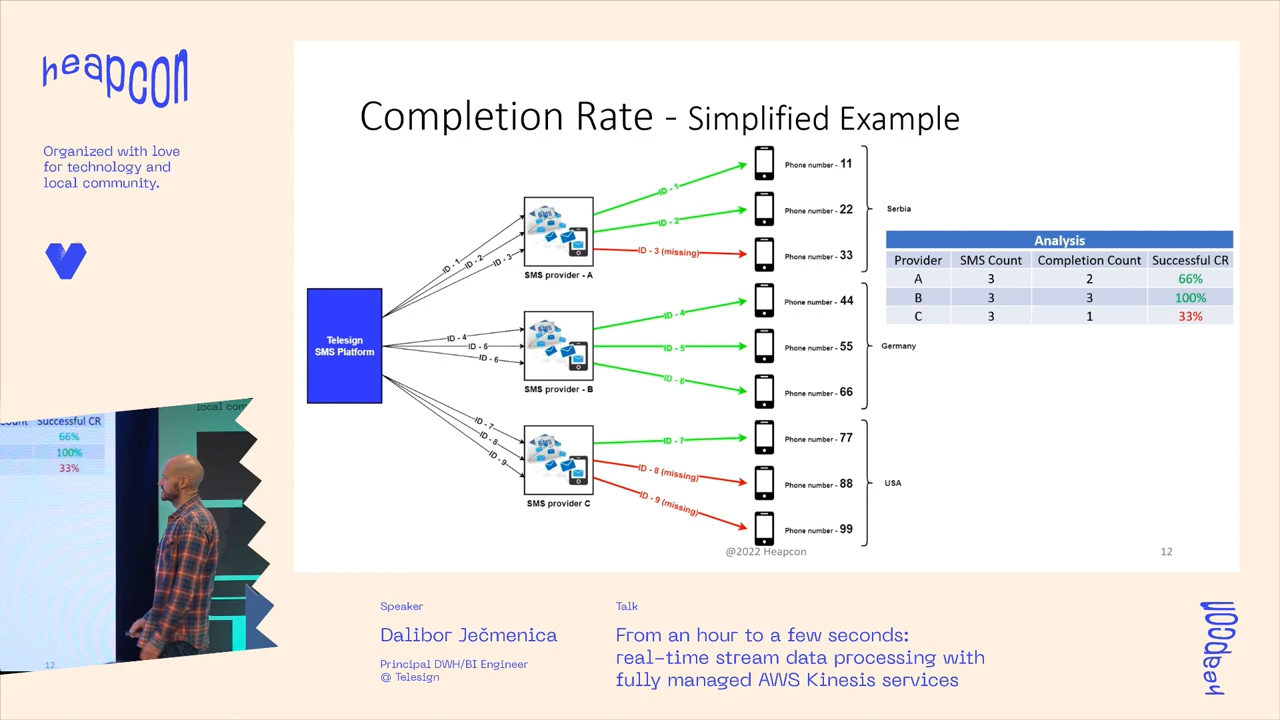 heapcon
Organized with love
for technology and
local community.
Completion Rate - Simplified Example
Telesign
SMS Platform
ID - 1
ID - 2
ID - 3
ID - 4
ID - 5
ID - 6
ID - 7
ID - 8
ID - 9
SMS provider - A
SMS provider - B
SMS provider C
ID - 1
ID - 2
ID - 3 (missing)
ID - 4
ID - 5
ID - 6
ID - 7
ID - 8 (missing)
ID - 9 (missing)
Phone number - 11
Phone number - 22
Phone number - 33
Phone number - 44
Phone number - 55
Phone number - 66
Phone number - 77
Phone number - 88
Phone number - 99
Serbia
Germany
USA
Analysis
Provider SMS Count Completion Count Successful CR
A 3 2 66%
B 3 3 100%
C 3 1 33%
@2022 Heapcon
12
local com
Successful CR
66%
100%
33%
12
Speaker
Dalibor Ječmenica
Principal DWH/BI Engineer
@ Telesign
Talk
From an hour to a few seconds:
real-time stream data processing with
fully managed AWS Kinesis services
heapcon